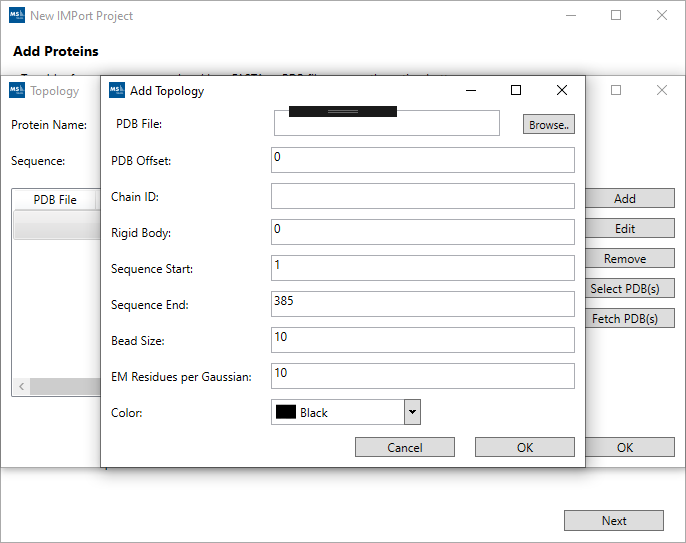 New IMPort Project
Add Proteins
Topology
Add Topology
Protein Name:
PDB File:
Browse..
Sequence:
PDB Offset:
0
PDB File
Chain ID:
Add
Rigid Body:
0
Edit
Sequence Start:
1
Remove
Sequence End:
385
Select PDB(s)
Bead Size:
10
Fetch PDB(s)
EM Residues per Gaussian:
10
Color:
Black
Cancel
OK
OK
Next